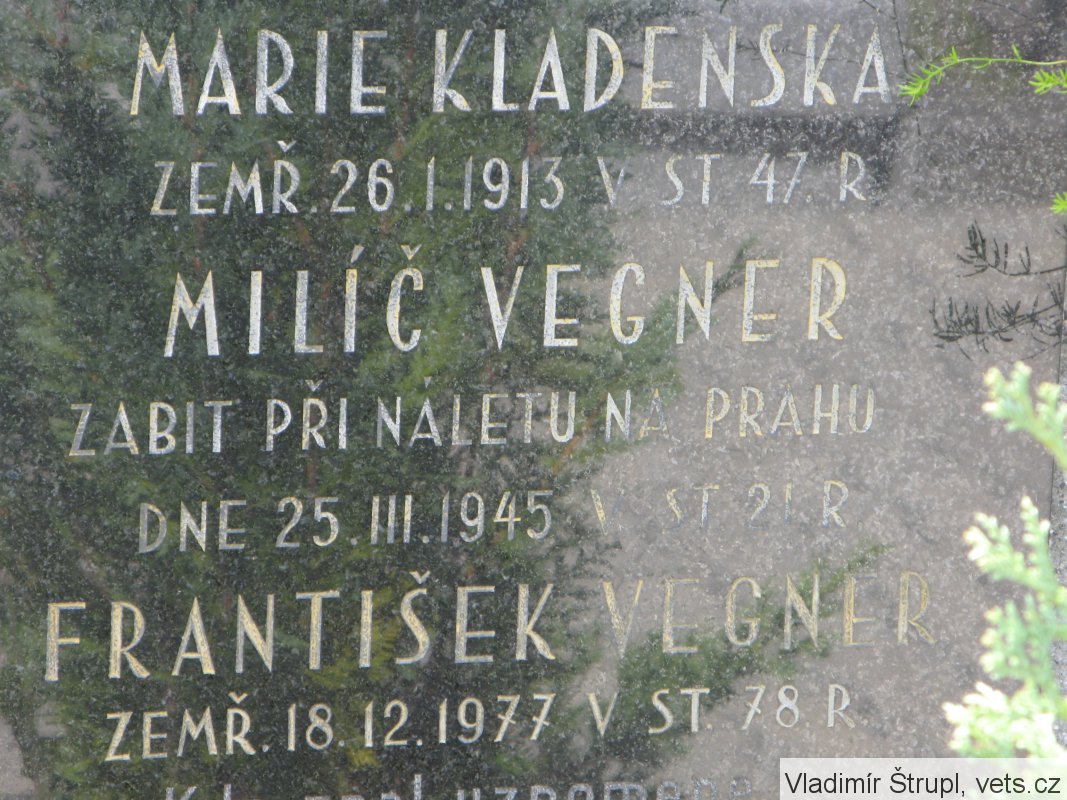 MARIE KLADENSKÁ
ZEMŘ. 26.1.1913 V ST 47. R
MILÍČ VEGNER
ZABIT PŘI NÁLETU NA PRAHU
DNE 25.III.1945 V ST 21. R.
FRANTIŠEK VEGNER
ZEMŘ. 18.12.1977 V ST. 78 R.
Vladimír Štrupl, vets.cz